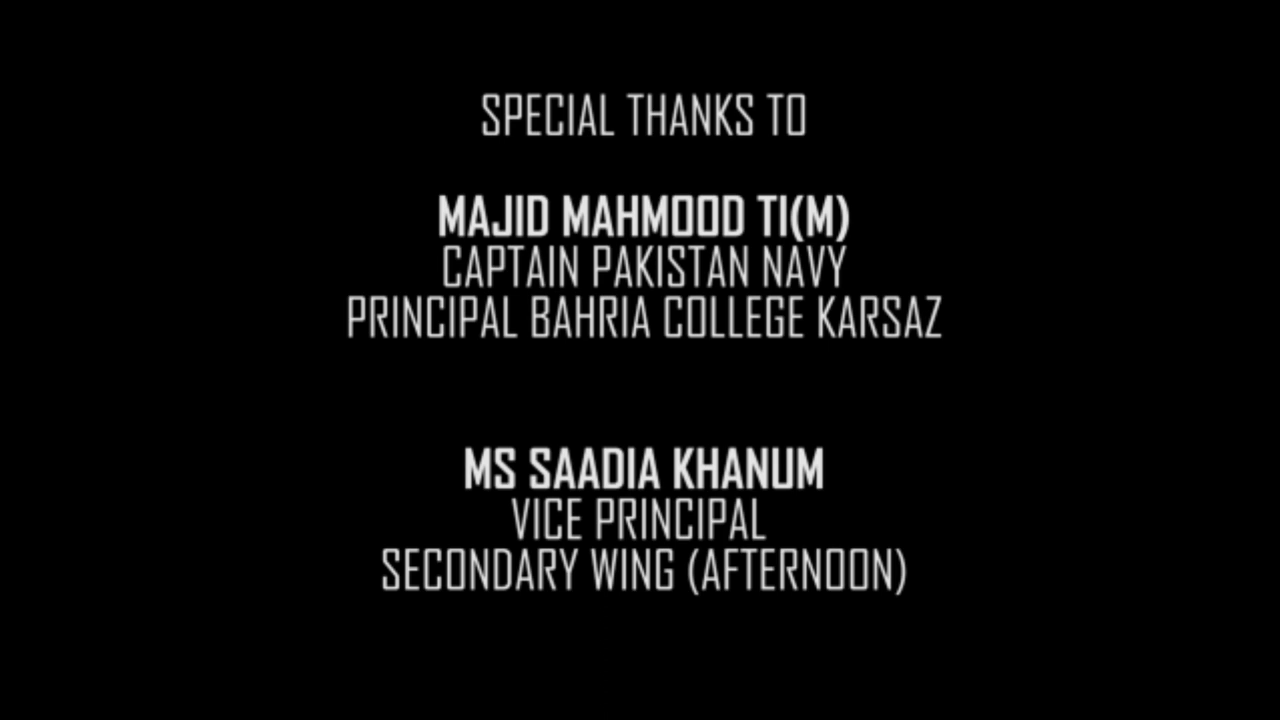 SPECIAL THANKS TO
MAJID MAHMOOD TI(M)
CAPTAIN PAKISTAN NAVY
PRINCIPAL BAHRIA COLLEGE KARSAZ
MS SAADIA KHANUM
VICE PRINCIPAL
SECONDARY WING (AFTERNOON)